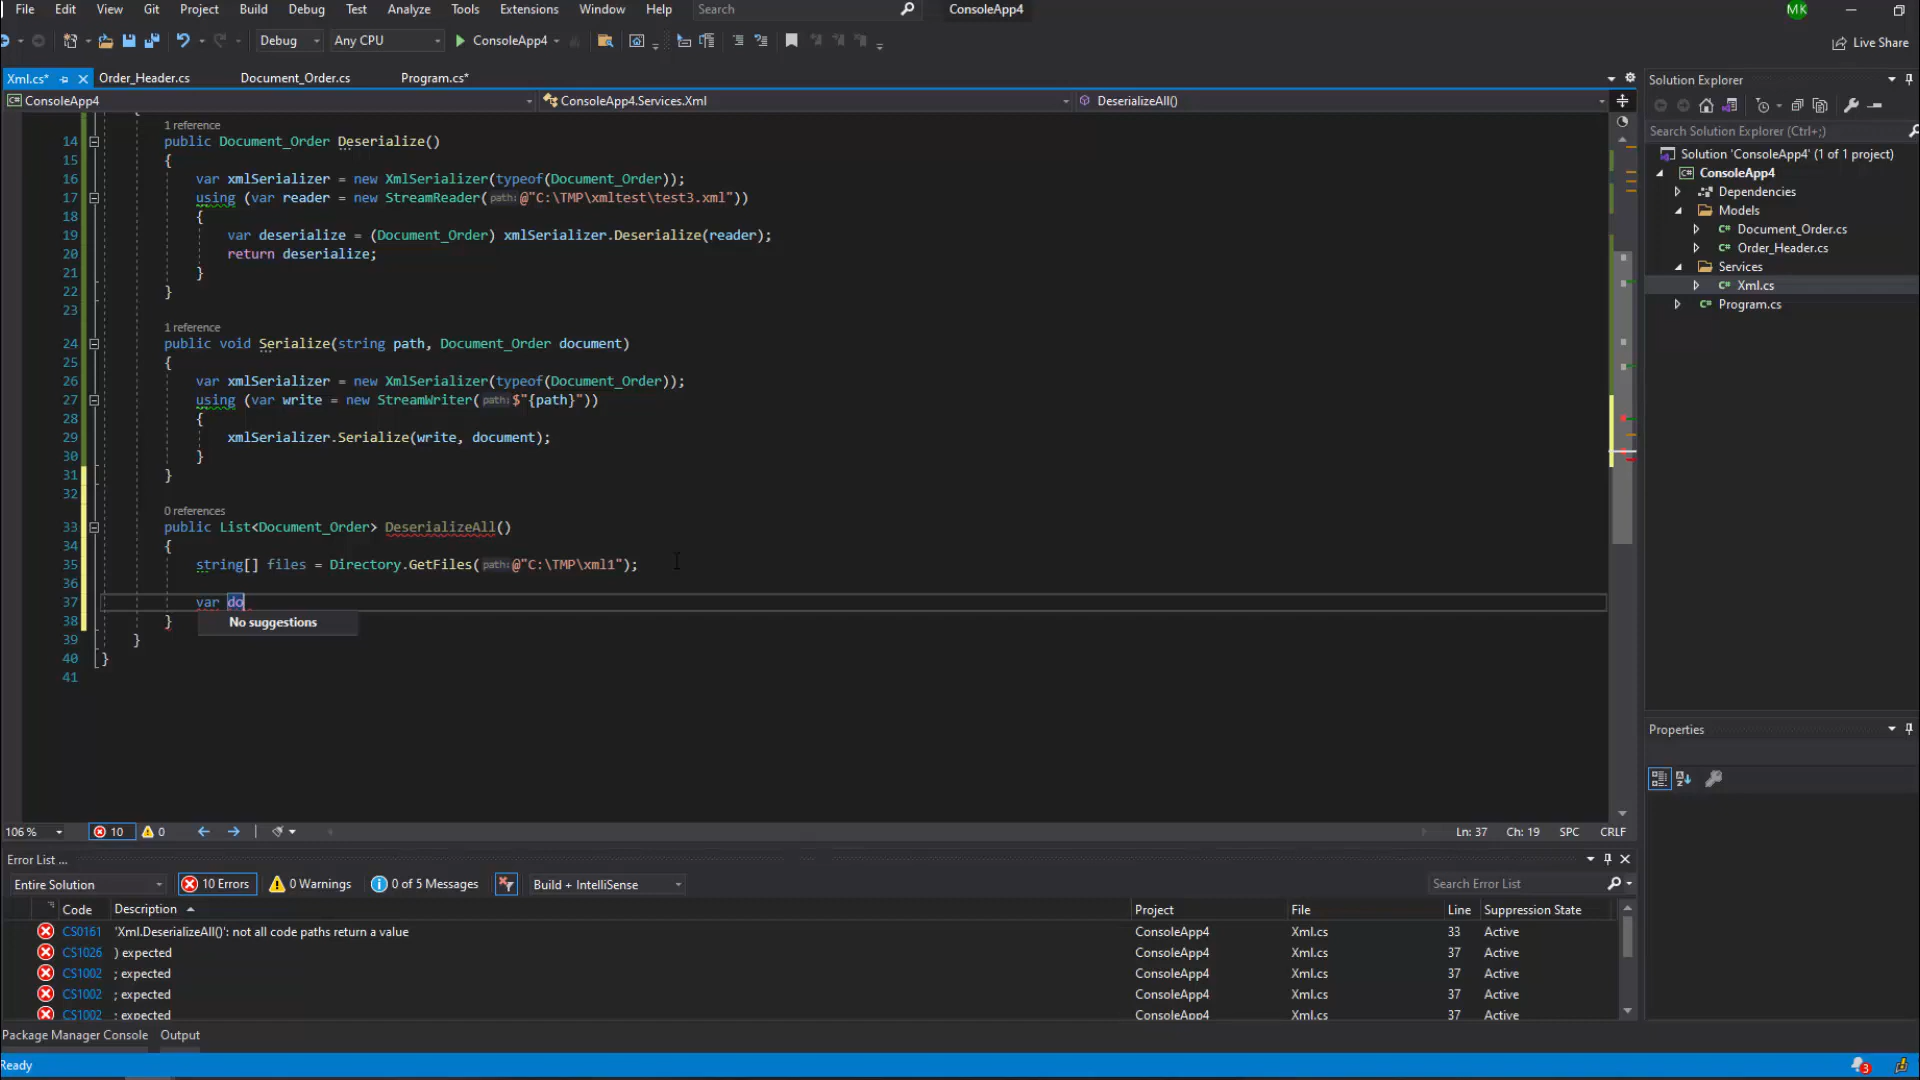 File Edit View Git Project Build Debug Test Analyze Tools Extensions Window Help Search ConsoleApp4 MK
Debug Any CPU ConsoleApp4 Live Share
Xml.cs* Order_Header.cs Document_Order.cs Program.cs*
ConsoleApp4 ConsoleApp4.Services.Xml DeserializeAll()
1 reference
14 public Document_Order Deserialize()
15 {
16 var xmlSerializer = new XmlSerializer(typeof(Document_Order));
17 using (var reader = new StreamReader(path:@"C:\TMP\xmltest\test3.xml"))
18 {
19 var deserialize = (Document_Order) xmlSerializer.Deserialize(reader);
20 return deserialize;
21 }
22 }
23
1 reference
24 public void Serialize(string path, Document_Order document)
25 {
26 var xmlSerializer = new XmlSerializer(typeof(Document_Order));
27 using (var write = new StreamWriter(path:$"{path}"))
28 {
29 xmlSerializer.Serialize(write, document);
30 }
31 }
32
0 references
33 public List<Document_Order> DeserializeAll()
34 {
35 string[] files = Directory.GetFiles(path:@"C:\TMP\xml1");
36
37 var do
38 }
No suggestions
39 }
40 }
41
106 % 10 0 Ln: 37 Ch: 19 SPC CRLF
Error List ...
Entire Solution 10 Errors 0 Warnings 0 of 5 Messages Build + IntelliSense Search Error List
Code Description Project File Line Suppression State
CS0161 'Xml.DeserializeAll()': not all code paths return a value ConsoleApp4 Xml.cs 33 Active
CS1026 ) expected ConsoleApp4 Xml.cs 37 Active
CS1002 ; expected ConsoleApp4 Xml.cs 37 Active
CS1002 ; expected ConsoleApp4 Xml.cs 37 Active
CS1002 ; expected ConsoleApp4 Xml.cs 37 Active
Package Manager Console Output
Ready 3
Solution Explorer
Search Solution Explorer (Ctrl+;)
Solution 'ConsoleApp4' (1 of 1 project)
ConsoleApp4
Dependencies
Models
Document_Order.cs
Order_Header.cs
Services
Xml.cs
Program.cs
Properties